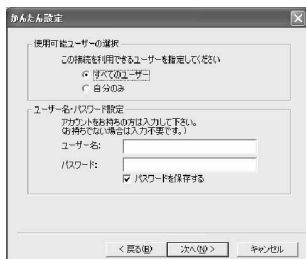 かんたん設定
使用可能ユーザーの選択
この接続を利用できるユーザーを指定してください
すべてのユーザー
自分のみ
ユーザー名・パスワード設定
アカウントをお持ちの方は入力して下さい。
(お持ちでない場合は入力不要です。)
ユーザー名:
パスワード:
パスワードを保存する
< 戻る(B)
次へ(N) >
キャンセル